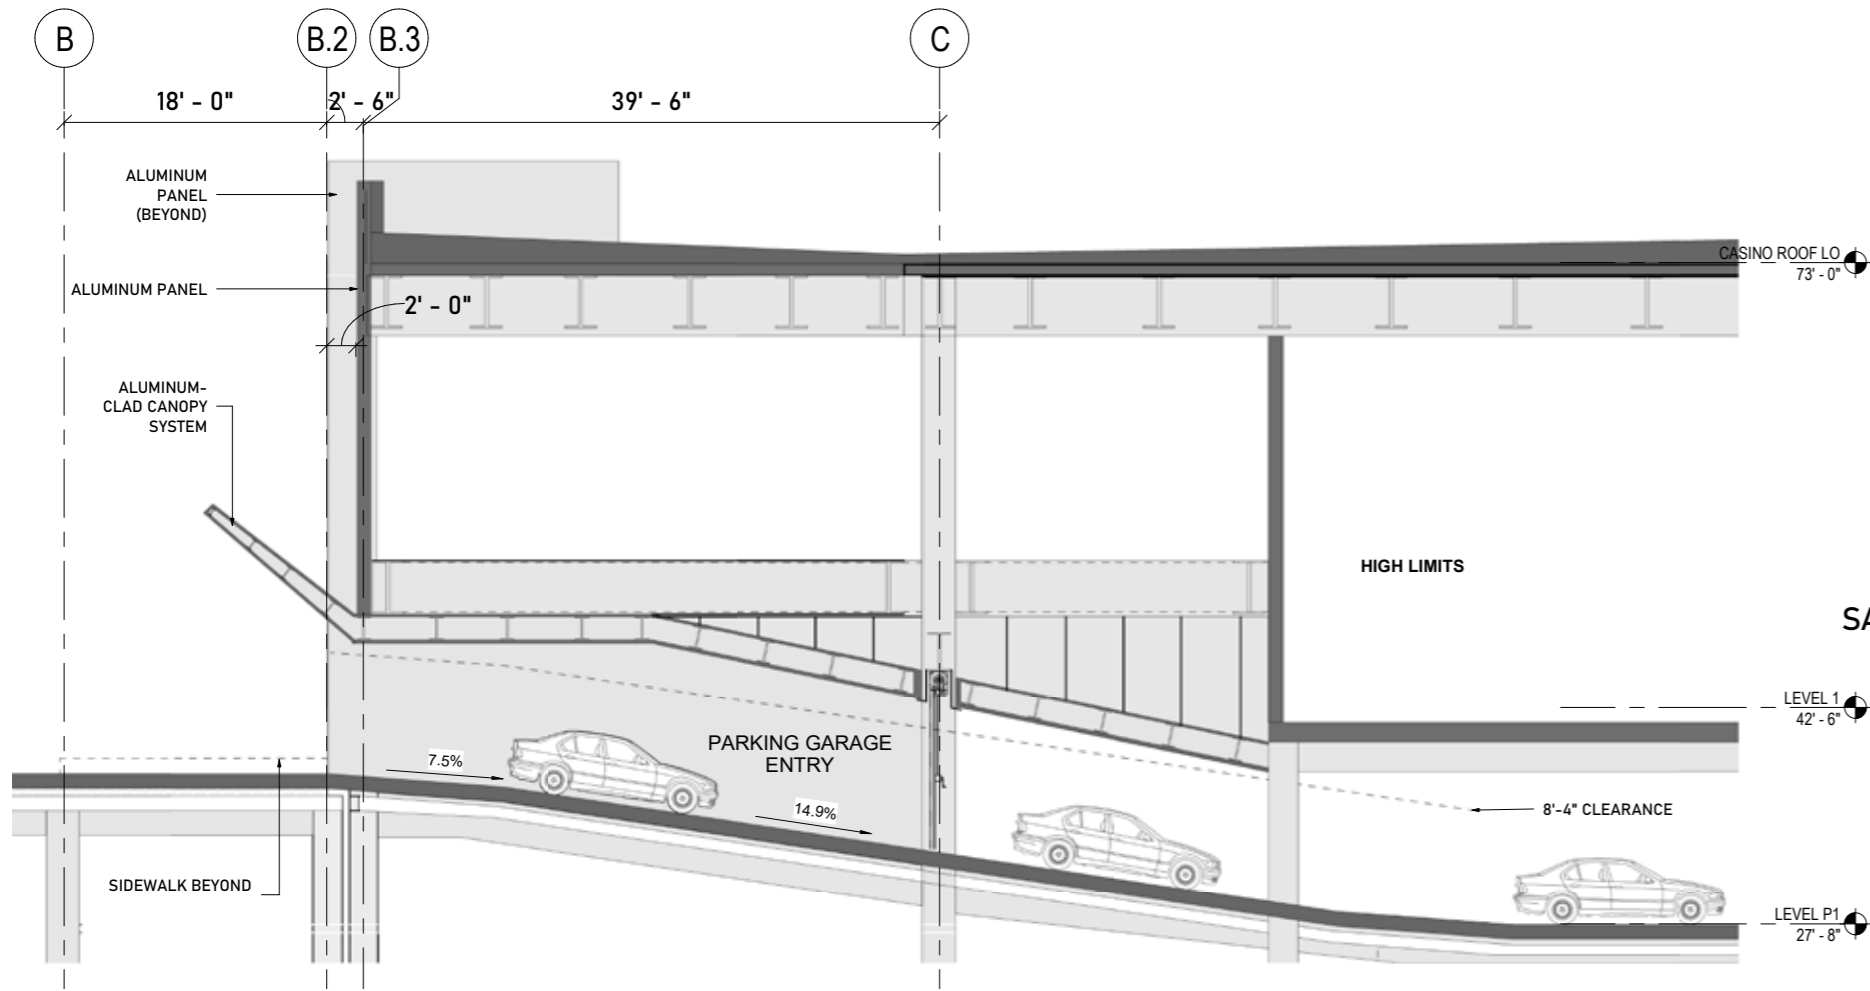 B
B.2
B.3
C
18' - 0"
2' - 6"
39' - 6"
ALUMINUM
PANEL
(BEYOND)
CASINO ROOF LO
73' - 0"
ALUMINUM PANEL
2' - 0"
ALUMINUM-
CLAD CANOPY
SYSTEM
HIGH LIMITS
SA
LEVEL 1
42' - 6"
PARKING GARAGE
ENTRY
7.5%
14.9%
8'-4" CLEARANCE
SIDEWALK BEYOND
LEVEL P1
27' - 8"